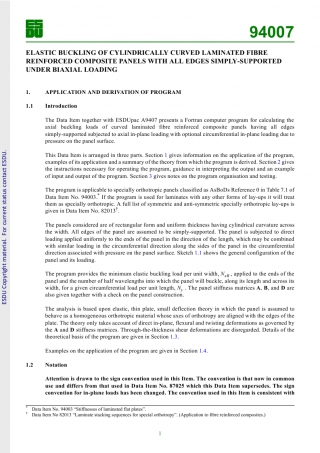 ESDU
94007
ELASTIC BUCKLING OF CYLINDRICALLY CURVED LAMINATED FIBRE
REINFORCED COMPOSITE PANELS WITH ALL EDGES SIMPLY-SUPPORTED
UNDER BIAXIAL LOADING
1. APPLICATION AND DERIVATION OF PROGRAM
1.1 Introduction
The Data Item together with ESDUpac A9407 presents a Fortran computer program for calculating the
axial buckling loads of curved laminated fibre reinforced composite panels having all edges
simply-supported subjected to axial in-plane loading with optional circumferential in-plane loading due to
pressure on the panel surface.
This Data Item is arranged in three parts. Section 1 gives information on the application of the program,
examples of its application and a summary of the theory from which the program is derived. Section 2 gives
the instructions necessary for operating the program, guidance in interpreting the output and an example
of input and output of the program. Section 3 gives notes on the program organisation and testing.
The program is applicable to specially orthotropic panels classified as AsBoDs Reference 0 in Table 7.1 of
Data Item No. 94003.* If the program is used for laminates with any other forms of lay-ups it will treat
them as specially orthotropic. A full list of symmetric and anti-symmetric specially orthotropic lay-ups is
given in Data Item No. 82013†.
The panels considered are of rectangular form and uniform thickness having cylindrical curvature across
the width. All edges of the panel are assumed to be simply-supported. The panel is subjected to direct
loading applied uniformly to the ends of the panel in the direction of the length, which may be combined
with similar loading in the circumferential direction along the sides of the panel in the circumferential
direction associated with pressure on the panel surface. Sketch 1.1 shows the general configuration of the
panel and its loading.
The program provides the minimum elastic buckling load per unit width, NxB, applied to the ends of the
panel and the number of half wavelengths into which the panel will buckle, along its length and across its
width, for a given circumferential load per unit length, Ny. The panel stiffness matrices A, B, and D are
also given together with a check on the panel construction.
The analysis is based upon elastic, thin plate, small deflection theory in which the panel is assumed to
behave as a homogeneous orthotropic material whose axes of orthotropy are aligned with the edges of the
plate. The theory only takes account of direct in-plane, flexural and twisting deformations as governed by
the A and D stiffness matrices. Through-the-thickness shear deformations are disregarded. Details of the
theoretical basis of the program are given in Section 1.3.
Examples on the application of the program are given in Section 1.4.
1.2 Notation
Attention is drawn to the sign convention used in this Item. The convention is that now in common
use and differs from that used in Data Item No. 87025 which this Data Item supersedes. The sign
convention for in-plane loads has been changed. The convention used in this Item is consistent with
* Data Item No. 94003 “Stiffnesses of laminated flat plates”.
† Data Item No 82013 “Laminate stacking sequences for special orthotropy”. (Application to fibre reinforced composites.)
1
ESDU Copyright material. For current status contact ESDU.